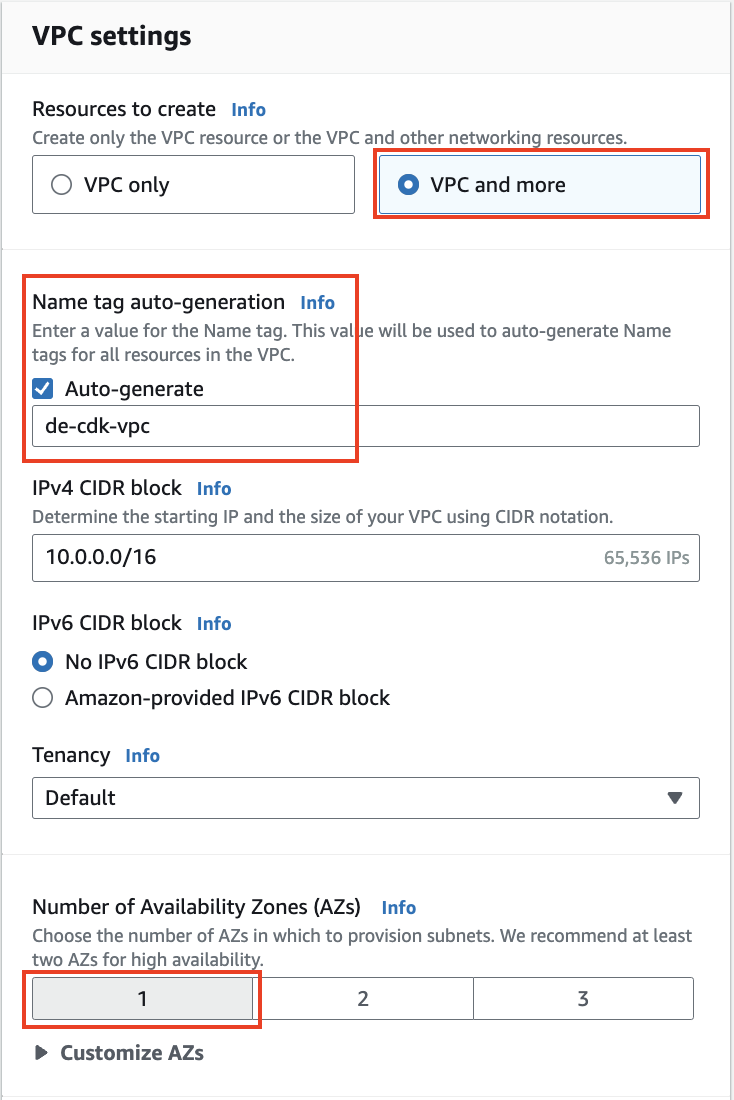 VPC settings
Resources to create Info
Create only the VPC resource or the VPC and other networking resources.
VPC only VPC and more
Name tag auto-generation Info
Enter a value for the Name tag. This value will be used to auto-generate Name
tags for all resources in the VPC.
Auto-generate
de-cdk-vpc
IPv4 CIDR block Info
Determine the starting IP and the size of your VPC using CIDR notation.
10.0.0.0/16 65,536 IPs
IPv6 CIDR block Info
No IPv6 CIDR block
Amazon-provided IPv6 CIDR block
Tenancy Info
Default
Number of Availability Zones (AZs) Info
Choose the number of AZs in which to provision subnets. We recommend at least
two AZs for high availability.
1 2 3
Customize AZs